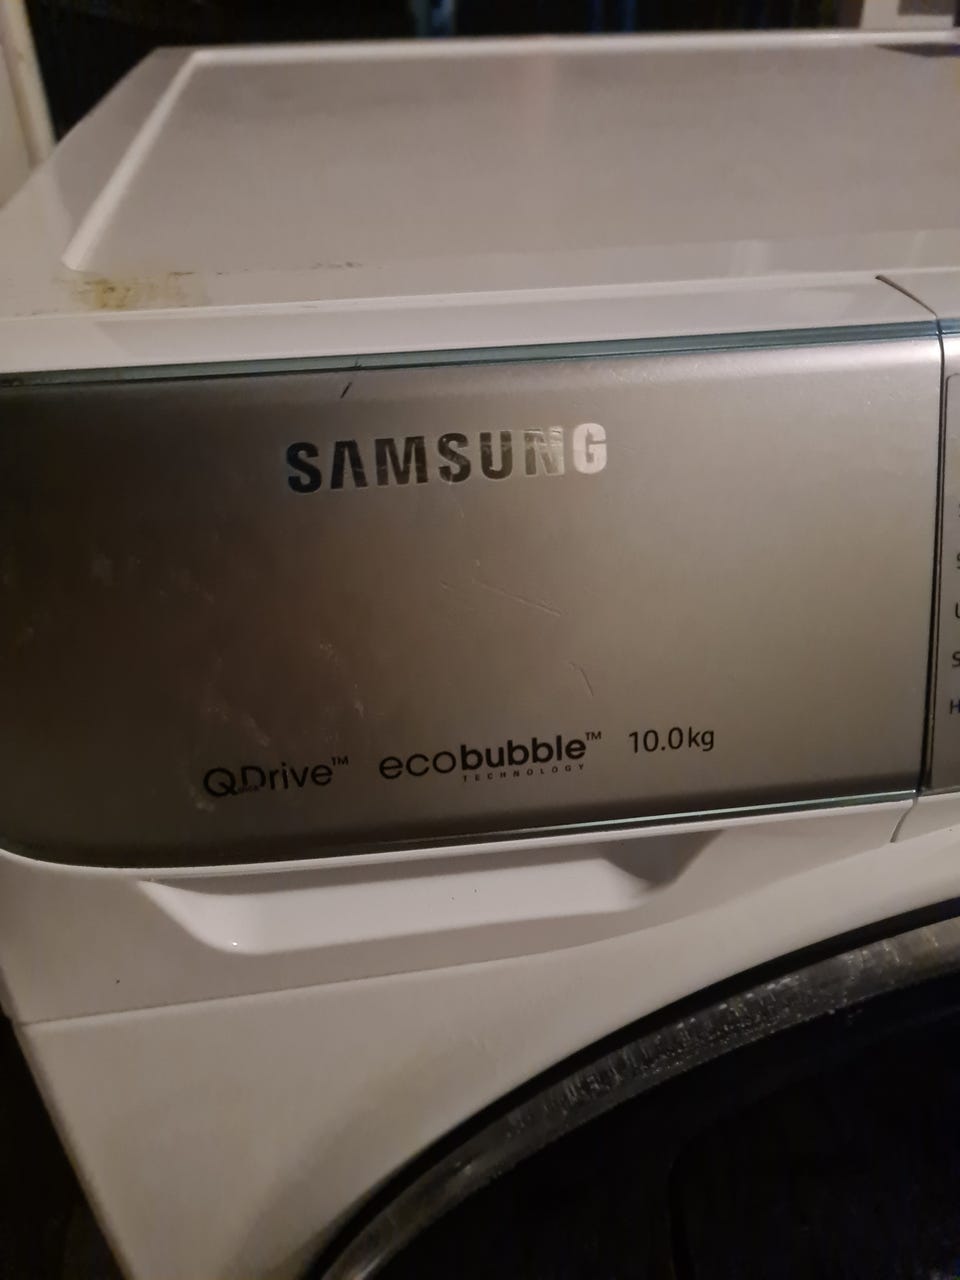 SAMSUNG
QDrive™ ecobubble™ 10.0kg
TECHNOLOGY